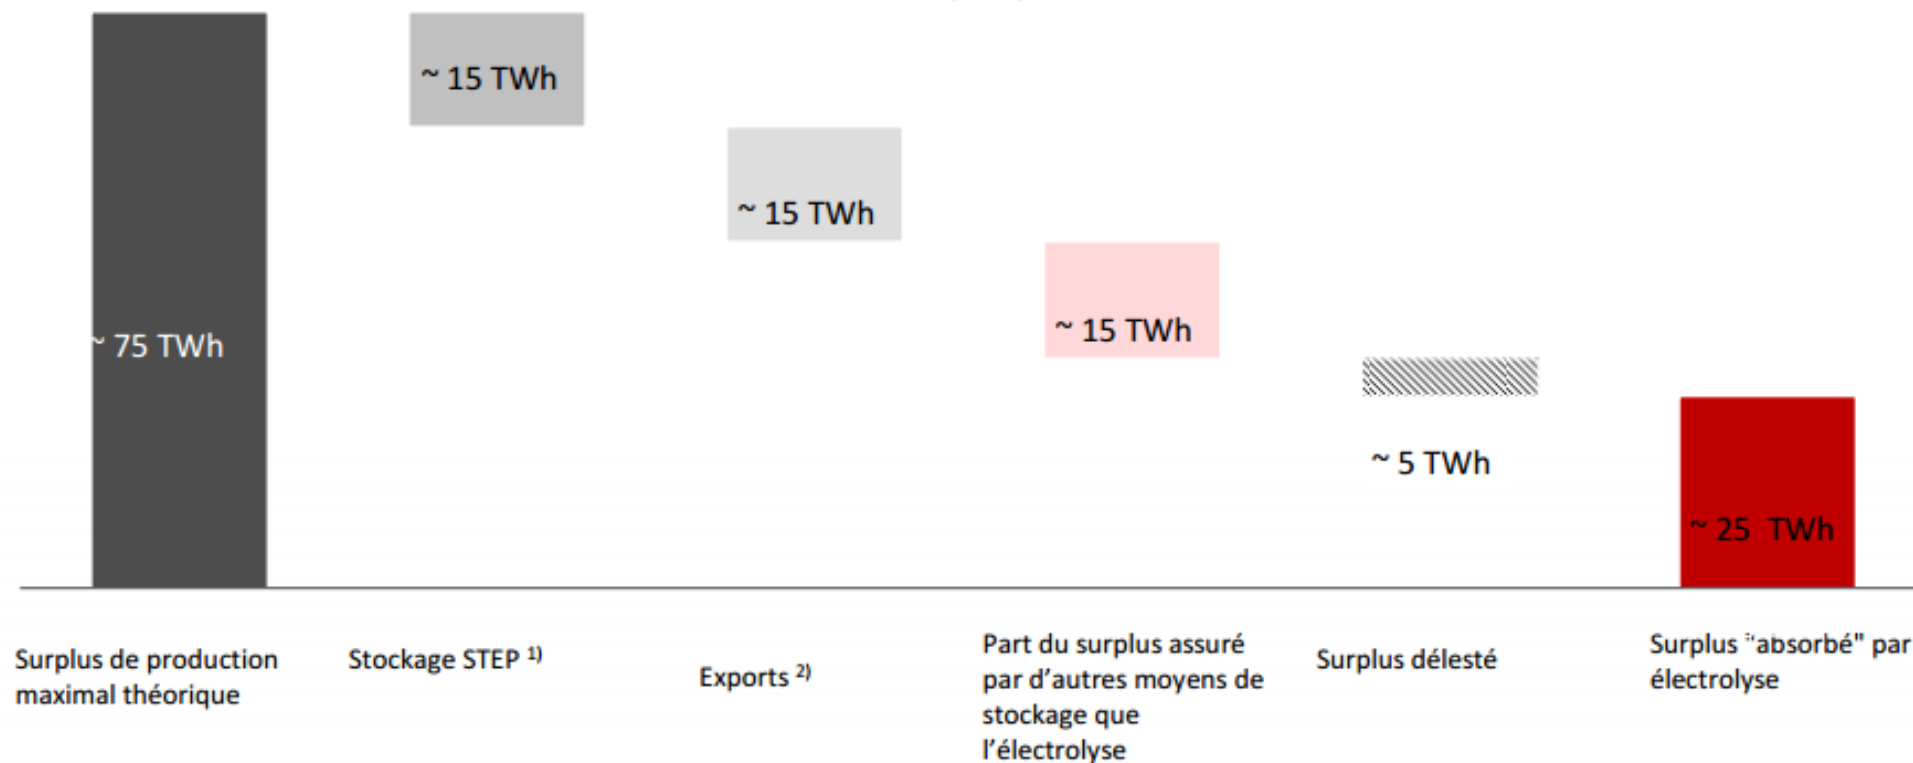 ~ 75 TWh
~ 15 TWh
~ 15 TWh
~ 15 TWh
~ 5 TWh
~ 25 TWh
Surplus de production
maximal théorique
Stockage STEP 1)
Exports 2)
Part du surplus assuré
par d'autres moyens de
stockage que
l'électrolyse
Surplus délesté
Surplus "absorbé" par
électrolyse